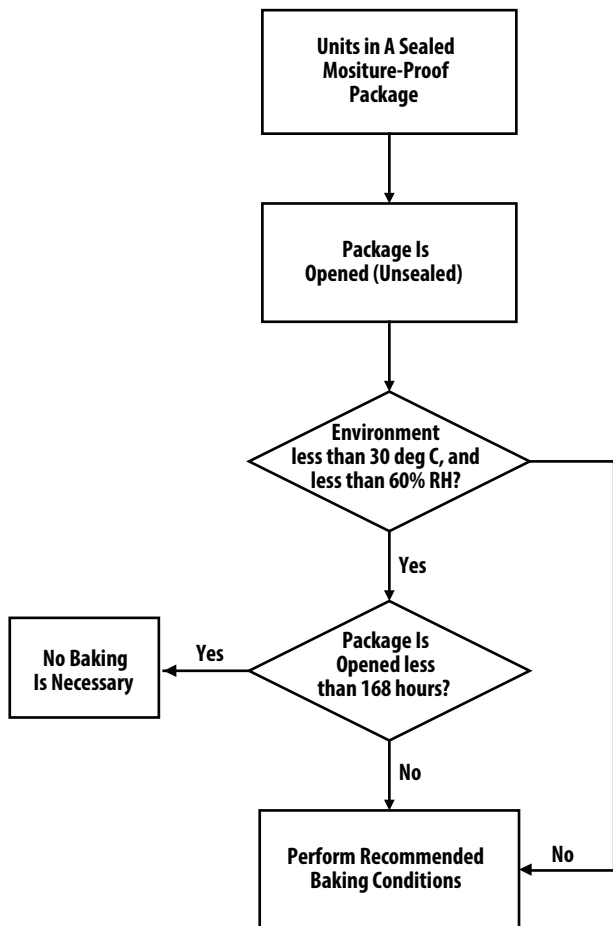 Units in A Sealed
Mositure-Proof
Package
Package Is
Opened (Unsealed)
Environment
less than 30 deg C, and
less than 60% RH?
Yes
Package Is
Opened less
than 168 hours?
Yes
No Baking
Is Necessary
No
Perform Recommended
Baking Conditions
No